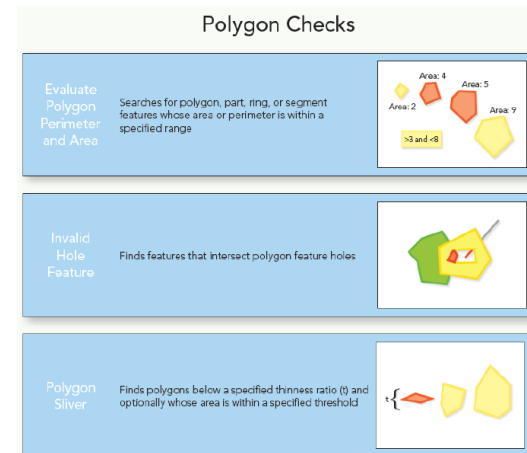 Polygon Checks
Evaluate
Polygon
Perimeter
and Area
Searches for polygon, part, ring, or segment
features whose area or perimeter is within a
specified range
Area: 4
Area: 5
Area: 2
Area: 9
>3 and <8
Invalid
Hole
Feature
Finds features that intersect polygon feature holes
Polygon
Sliver
Finds polygons below a specified thinness ratio (t) and
optionally whose area is within a specified threshold
t{